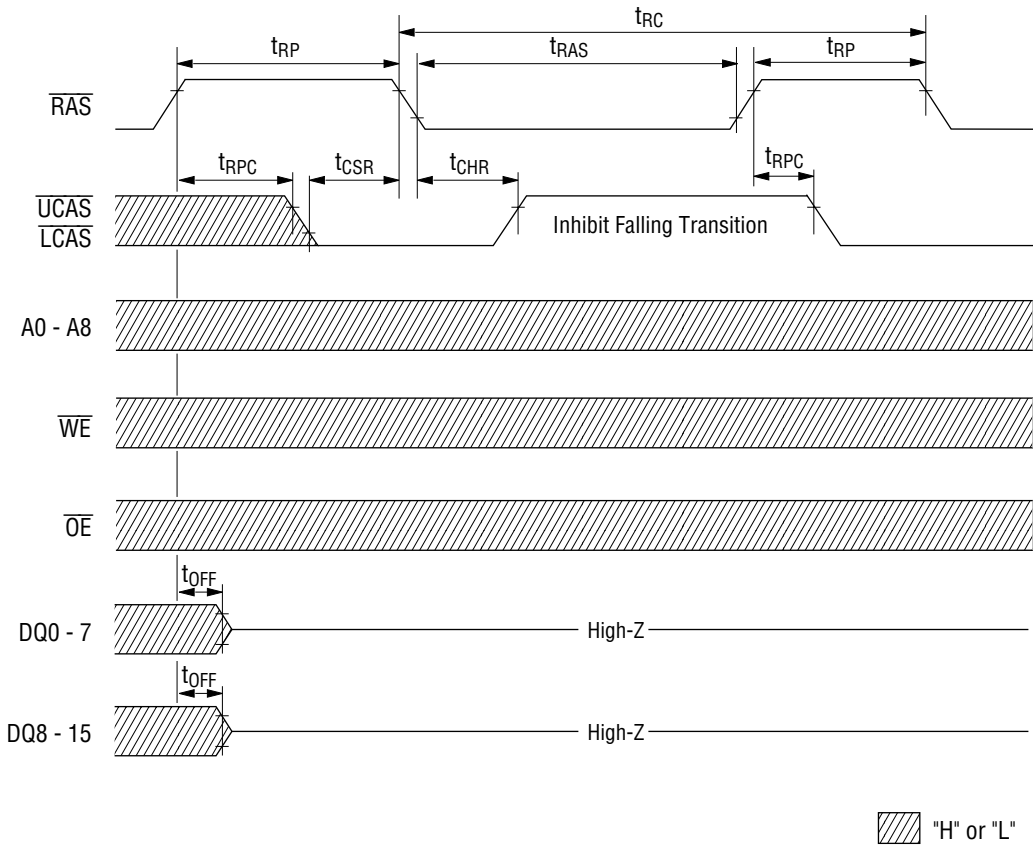 tRC
tRP tRAS tRP
RAS
tRPC tCSR tCHR tRPC
UCAS
LCAS
Inhibit Falling Transition
A0 - A8
WE
OE
tOFF
DQ0 - 7 High-Z
tOFF
DQ8 - 15 High-Z
"H" or "L"